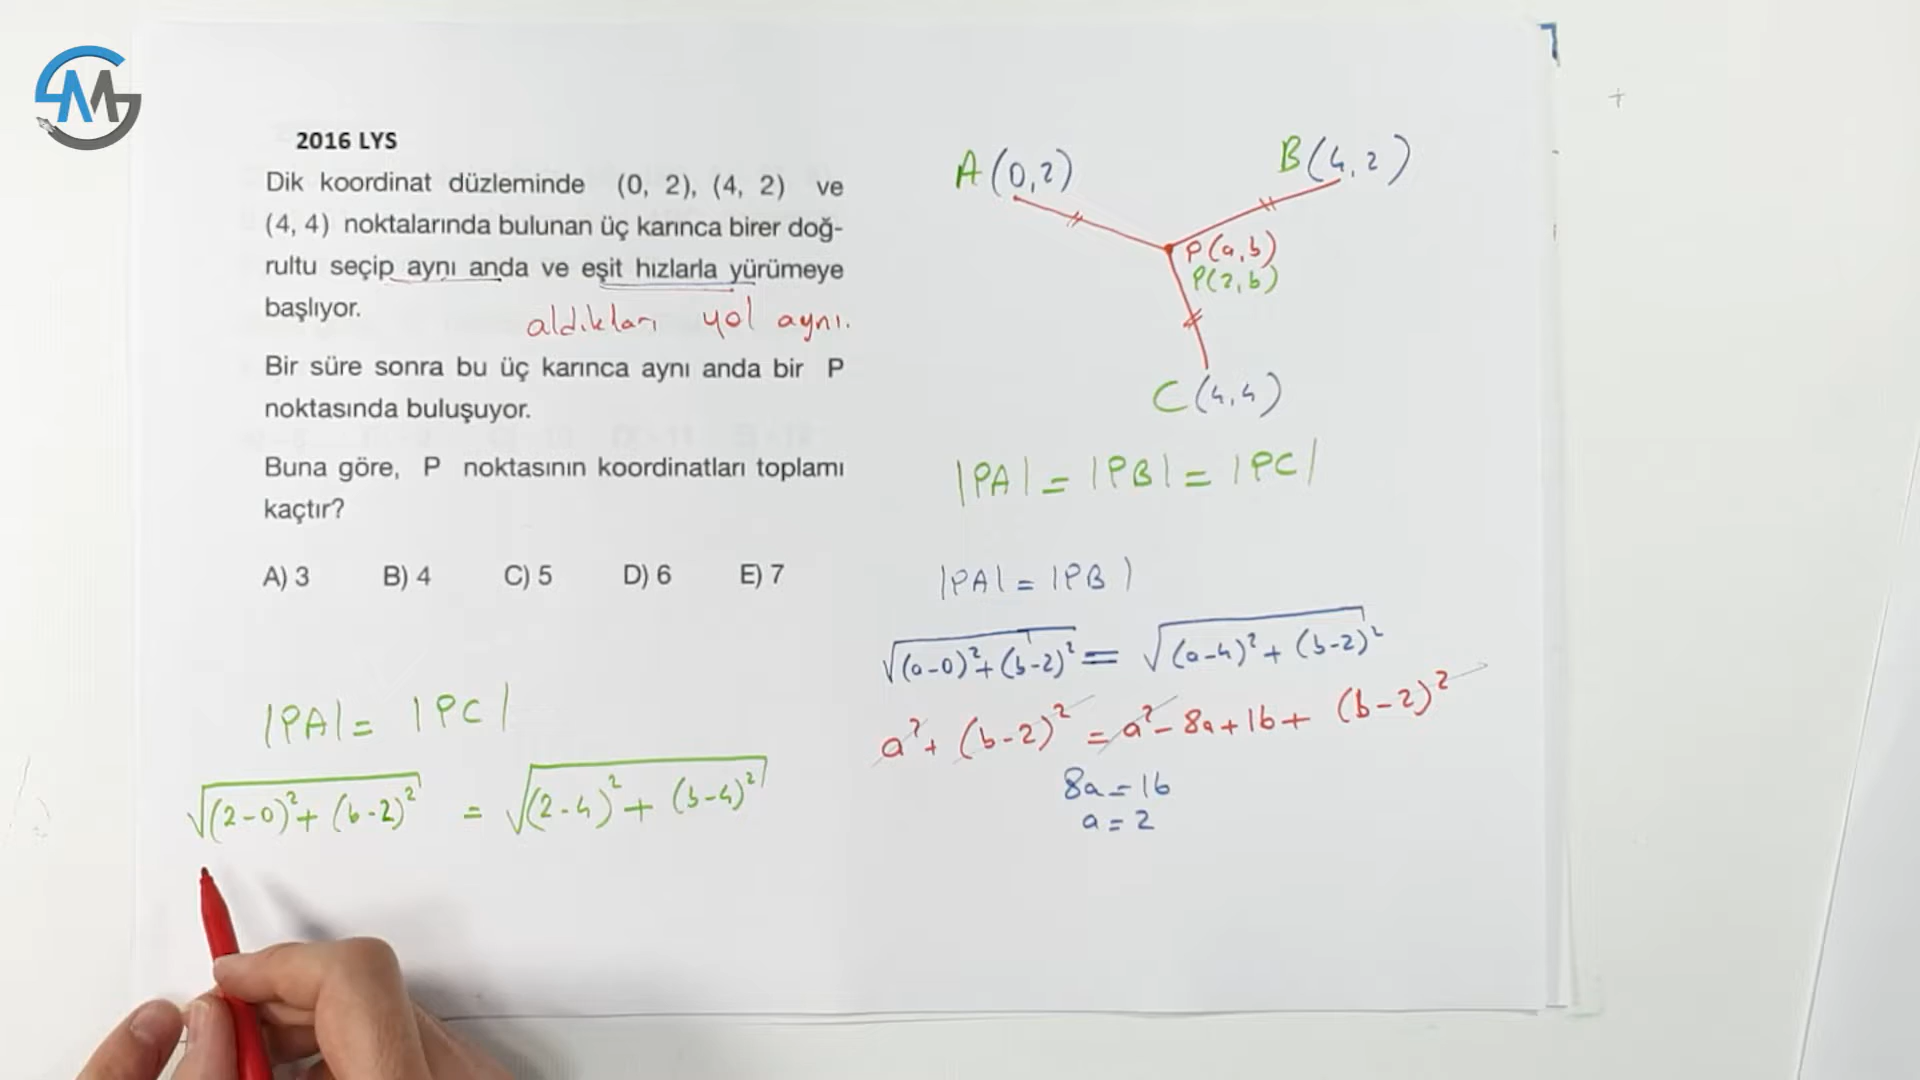 2016 LYS
Dik koordinat düzleminde (0, 2), (4, 2) ve
(4, 4) noktalarında bulunan üç karınca birer doğ-
rultu seçip aynı anda ve eşit hızlarla yürümeye
başlıyor.
aldıkları yol aynı.
Bir süre sonra bu üç karınca aynı anda bir P
noktasında buluşuyor.
Buna göre, P noktasının koordinatları toplamı
kaçtır?
A) 3 B) 4 C) 5 D) 6 E) 7
|PA| = |PC|
√(2-0)²+(b-2)² = √(2-4)²+(b-4)²
A(0,2) B(4,2)
P(a,b)
P(2,b)
C(4,4)
|PA| = |PB| = |PC|
|PA| = |PB|
√(a-0)²+(b-2)² = √(a-4)²+(b-2)²
a²+(b-2)² = a²-8a+16+(b-2)²
8a=16
a=2